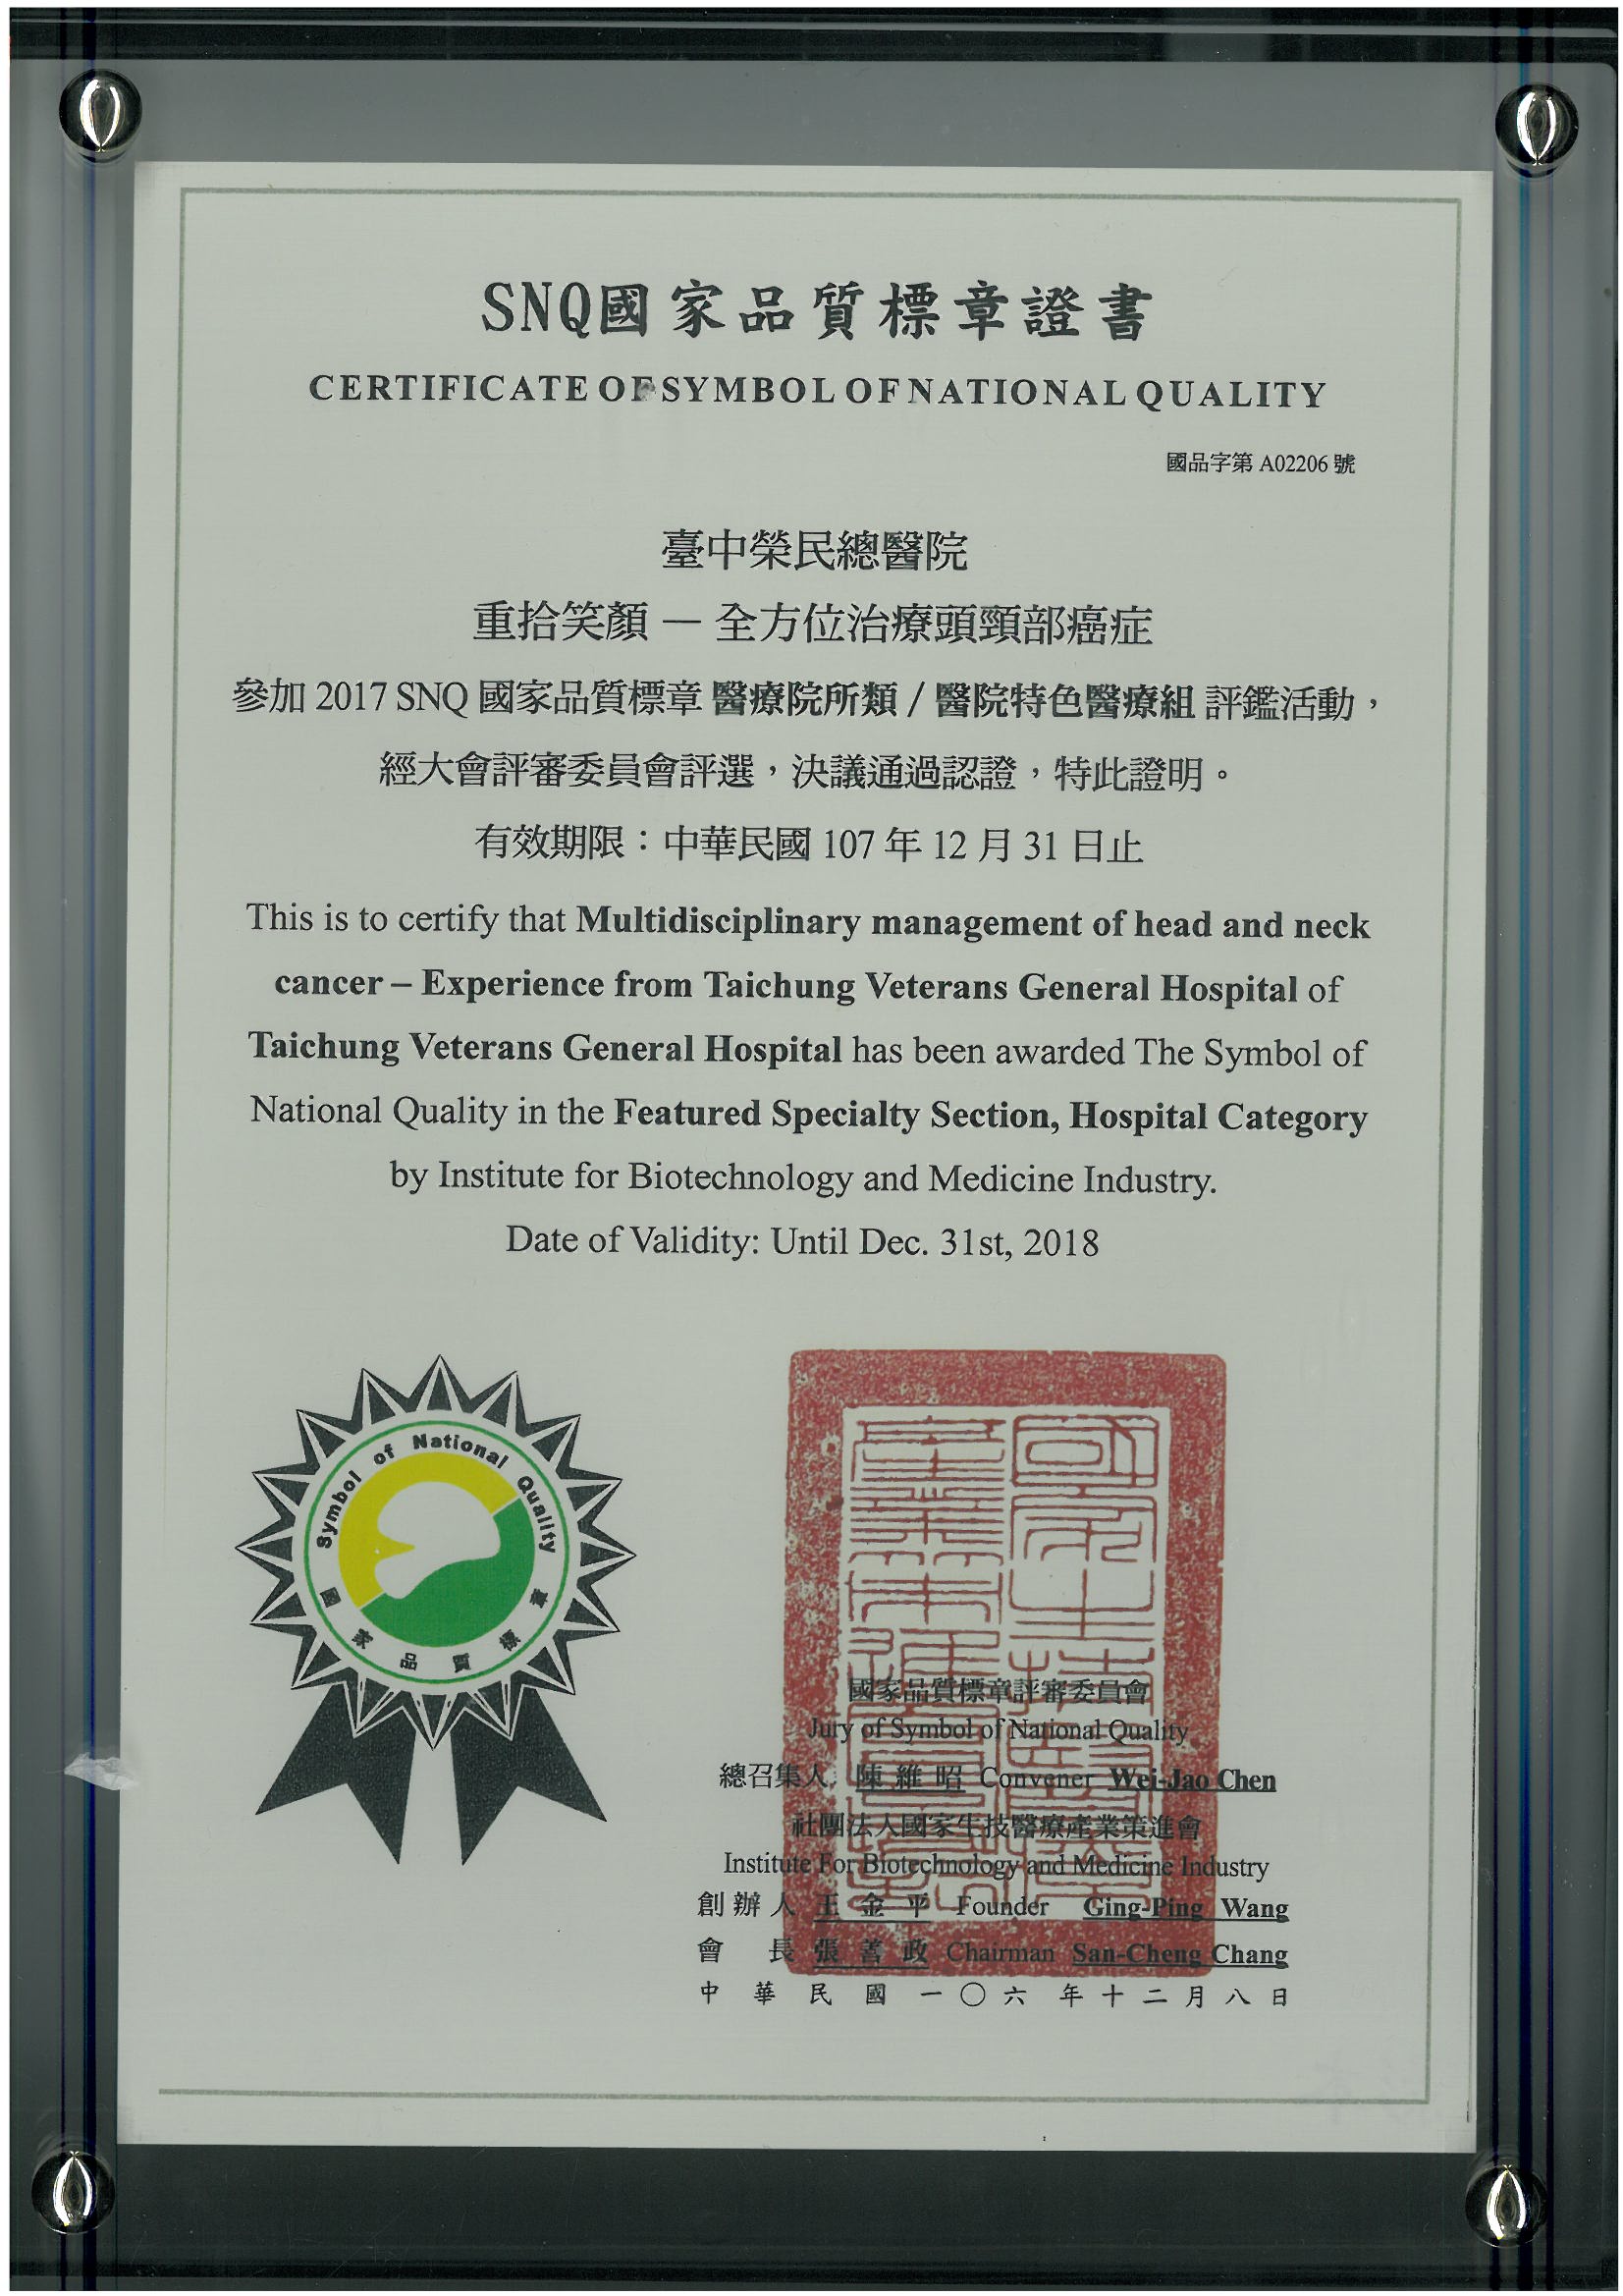 SNQ國家品質標章證書
CERTIFICATE OF SYMBOL OF NATIONAL QUALITY
國品字第 A02206 號
臺中榮民總醫院
重拾笑顏 — 全方位治療頭頸部癌症
參加 2017 SNQ 國家品質標章 醫療院所類 / 醫院特色醫療組 評鑑活動，
經大會評審委員會評選，決議通過認證，特此證明。
有效期限：中華民國 107 年 12 月 31 日止
This is to certify that Multidisciplinary management of head and neck
cancer – Experience from Taichung Veterans General Hospital of
Taichung Veterans General Hospital has been awarded The Symbol of
National Quality in the Featured Specialty Section, Hospital Category
by Institute for Biotechnology and Medicine Industry.
Date of Validity: Until Dec. 31st, 2018
Symbol of National Quality
國家品質標章
國家品質標章評審委員會
Jury of Symbol of National Quality
總召集人 陳維昭 Convener Wei-Jao Chen
社團法人國家生技醫療產業策進會
Institute For Biotechnology and Medicine Industry
創辦人 王金平 Founder Ging-Ping Wang
會長 張善政 Chairman San-Cheng Chang
中華民國一〇六年十二月八日